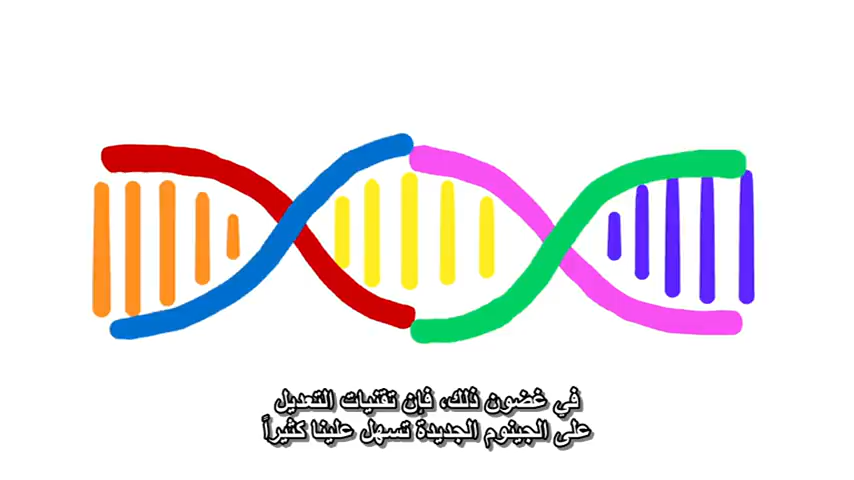 في غضون ذلك، فإن تقنيات التعديل
على الجينوم الجديدة تسهل علينا كثيراً